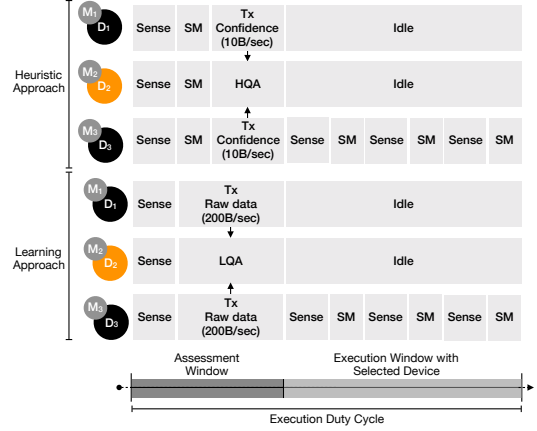 M1
D1
Sense
SM
Tx
Confidence
(10B/sec)
Idle
Heuristic
Approach
M2
D2
Sense
SM
HQA
Idle
M3
D3
Sense
SM
Tx
Confidence
(10B/sec)
Sense
SM
Sense
SM
Sense
SM
M1
D1
Sense
Tx
Raw data
(200B/sec)
Idle
Learning
Approach
M2
D2
Sense
LQA
Idle
M3
D3
Sense
Tx
Raw data
(200B/sec)
Sense
SM
Sense
SM
Sense
SM
Assessment
Window
Execution Window with
Selected Device
Execution Duty Cycle